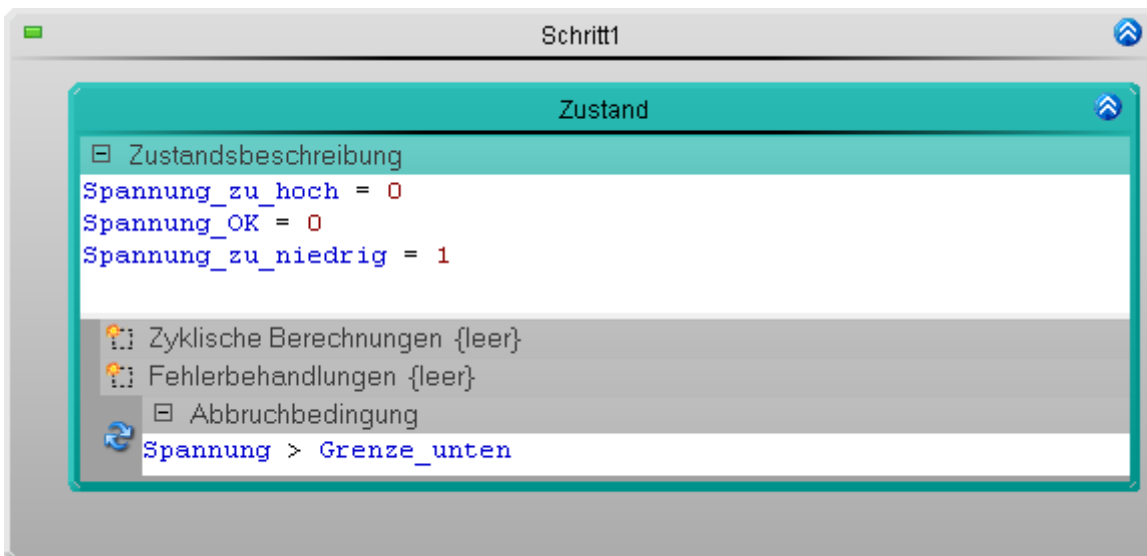 Schritt1
Zustand
Zustandsbeschreibung
Spannung_zu_hoch = 0
Spannung_OK = 0
Spannung_zu_niedrig = 1
Zyklische Berechnungen {leer}
Fehlerbehandlungen {leer}
Abbruchbedingung
Spannung > Grenze_unten